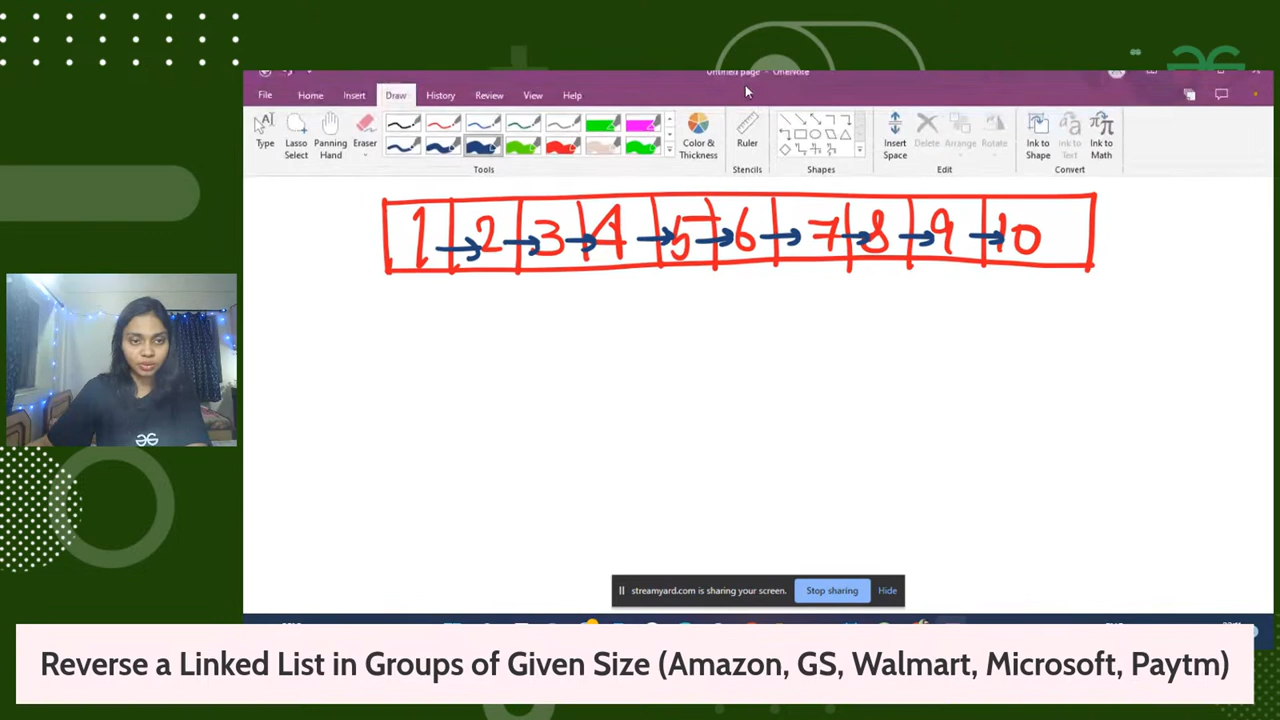 Untitled page - OneNote
File Home Insert Draw History Review View Help
Type Lasso Select Panning Hand Eraser Color & Thickness Ruler Insert Space Delete Arrange Rotate Ink to Shape Ink to Text Ink to Math
Tools Stencils Shapes Edit Convert
1 → 2 → 3 → 4 → 5 → 6 → 7 → 8 → 9 → 10
streamyard.com is sharing your screen. Stop sharing Hide
Reverse a Linked List in Groups of Given Size (Amazon, GS, Walmart, Microsoft, Paytm)